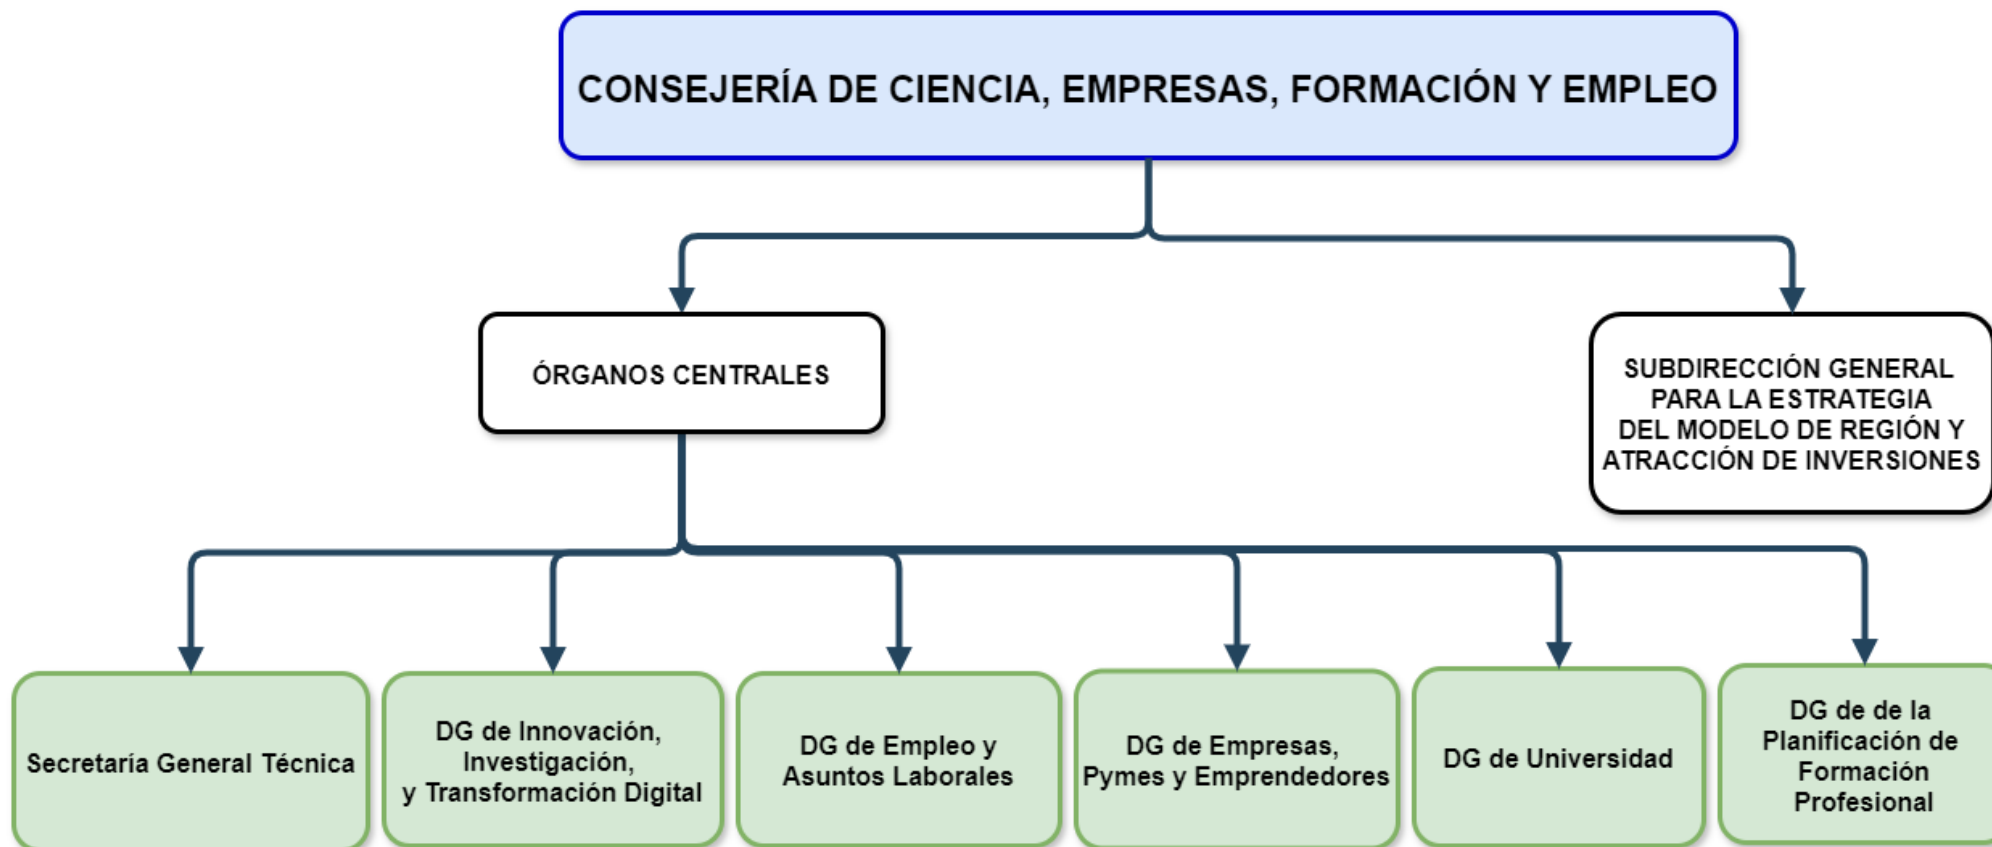 CONSEJERÍA DE CIENCIA, EMPRESAS, FORMACIÓN Y EMPLEO
ÓRGANOS CENTRALES
SUBDIRECCIÓN GENERAL
PARA LA ESTRATEGIA
DEL MODELO DE REGIÓN Y
ATRACCIÓN DE INVERSIONES
Secretaría General Técnica
DG de Innovación,
Investigación,
y Transformación Digital
DG de Empleo y
Asuntos Laborales
DG de Empresas,
Pymes y Emprendedores
DG de Universidad
DG de de la
Planificación de
Formación
Profesional